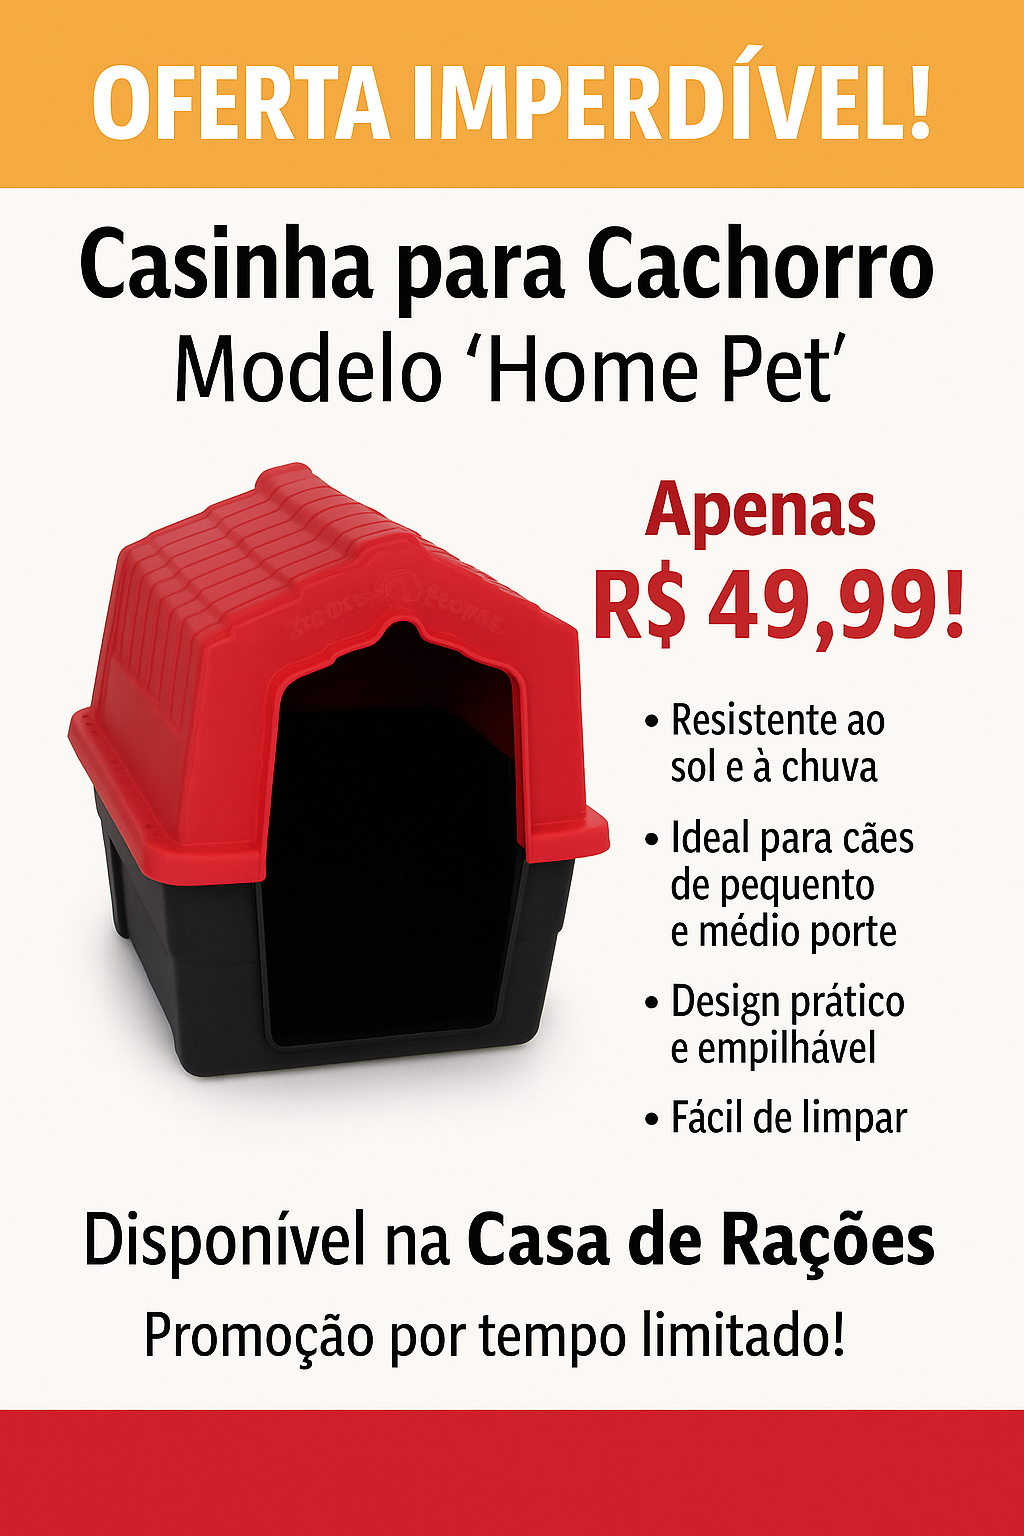 OFERTA IMPERDÍVEL!
Casinha para Cachorro
Modelo ‘Home Pet’
Apenas
R$ 49,99!
• Resistente ao
sol e à chuva
• Ideal para cães
de pequento
e médio porte
• Design prático
e empilhável
• Fácil de limpar
Disponível na Casa de Rações
Promoção por tempo limitado!